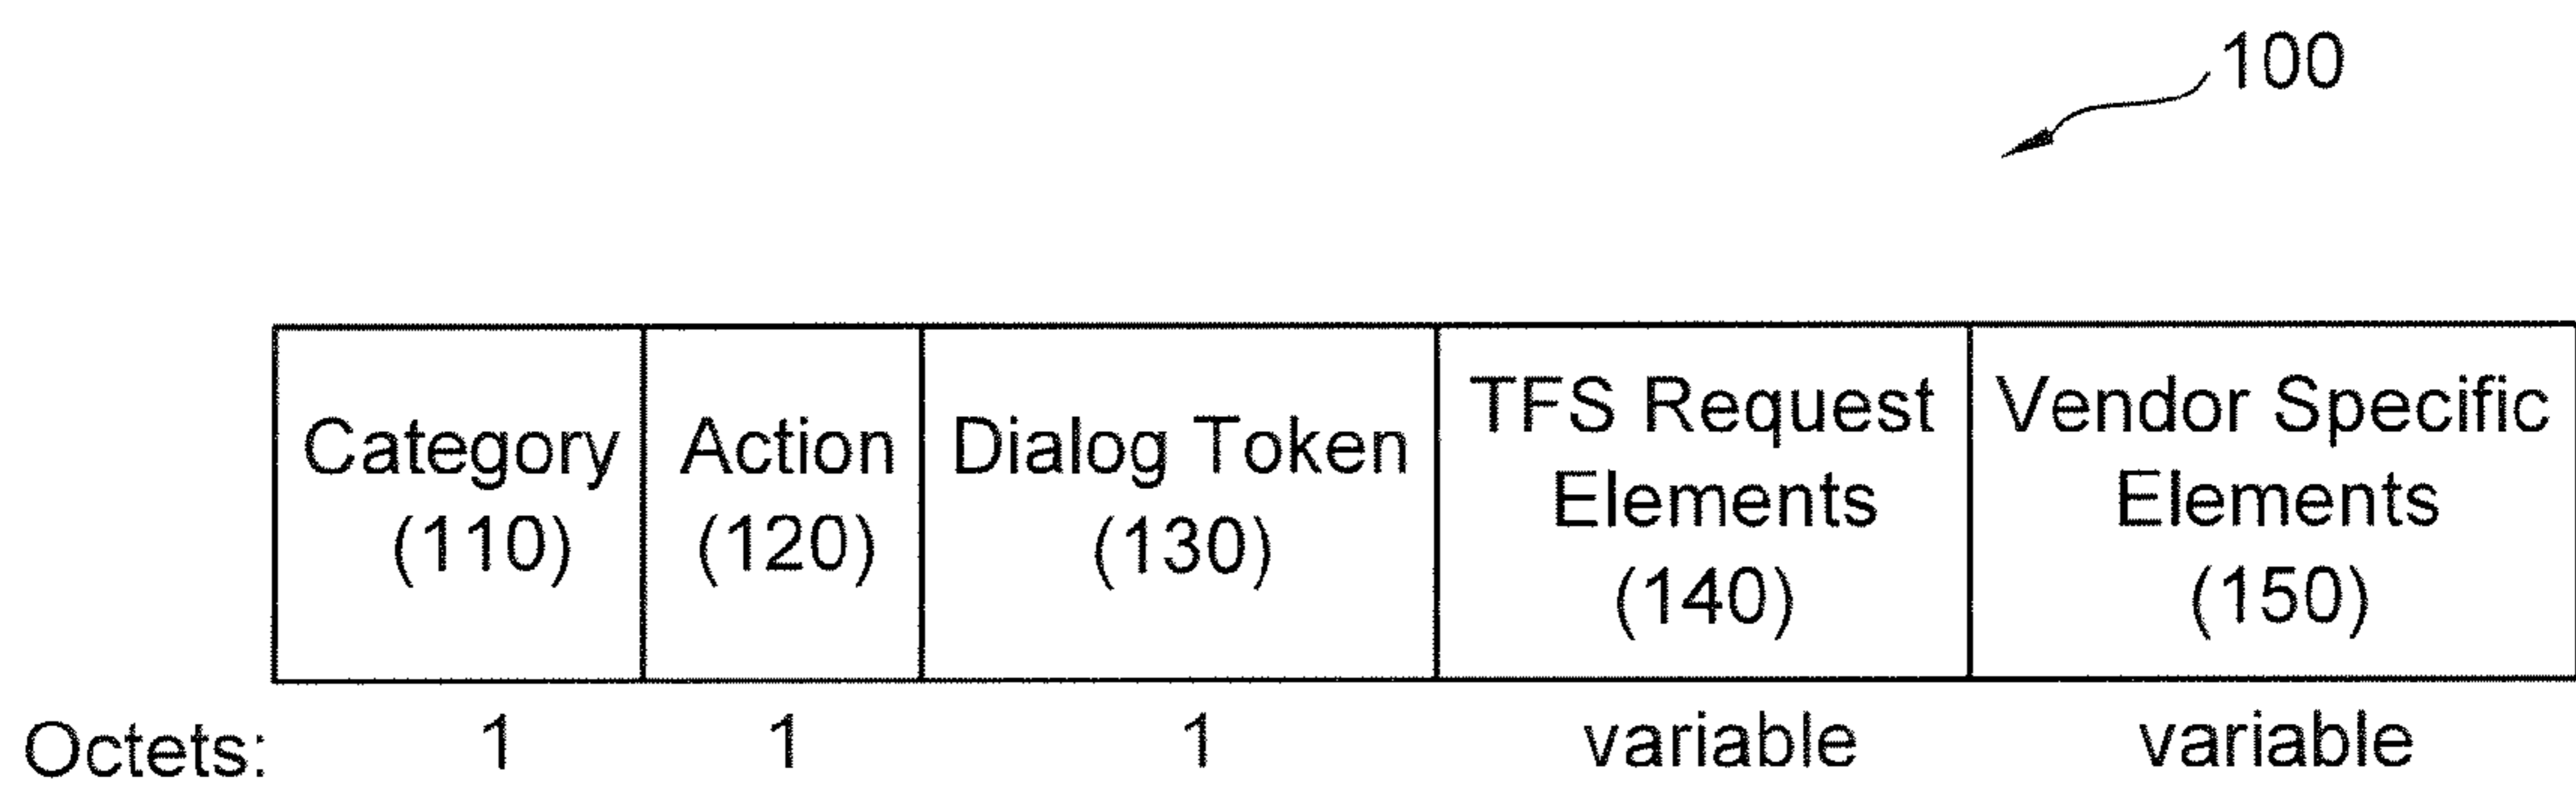 100
Category
(110)
Action
(120)
Dialog Token
(130)
TFS Request
Elements
(140)
Vendor Specific
Elements
(150)
Octets: 1 1 1 variable variable